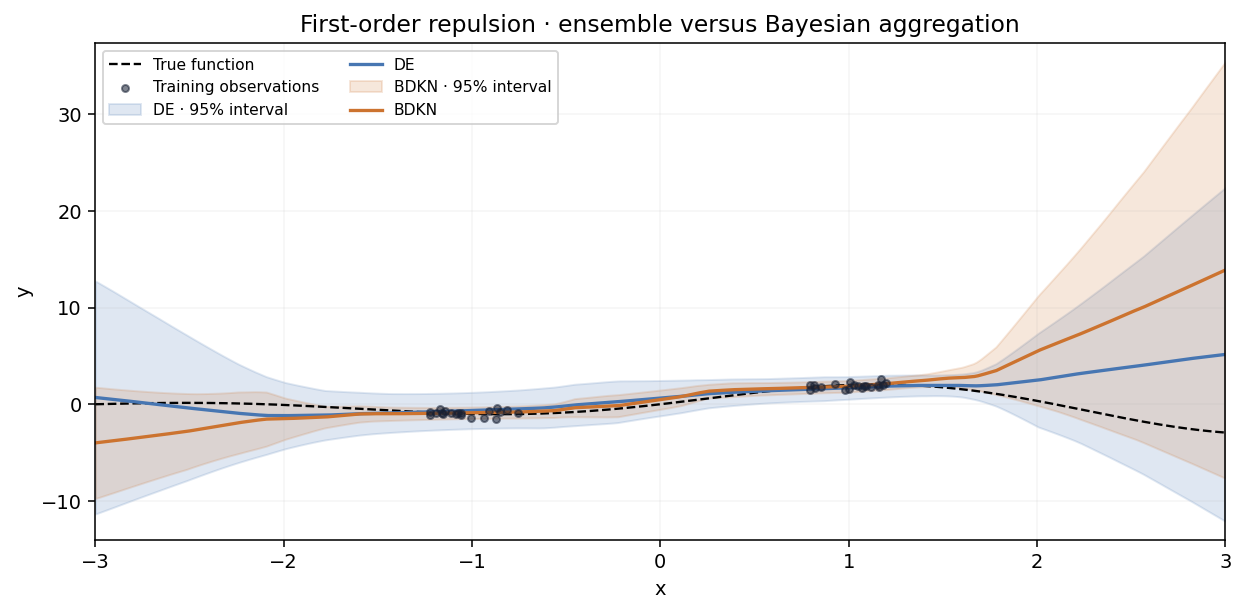 First-order repulsion · ensemble versus Bayesian aggregation
True function
Training observations
DE · 95% interval
DE
BDKN · 95% interval
BDKN
30
20
10
0
−10
y
−3
−2
−1
0
1
2
3
x